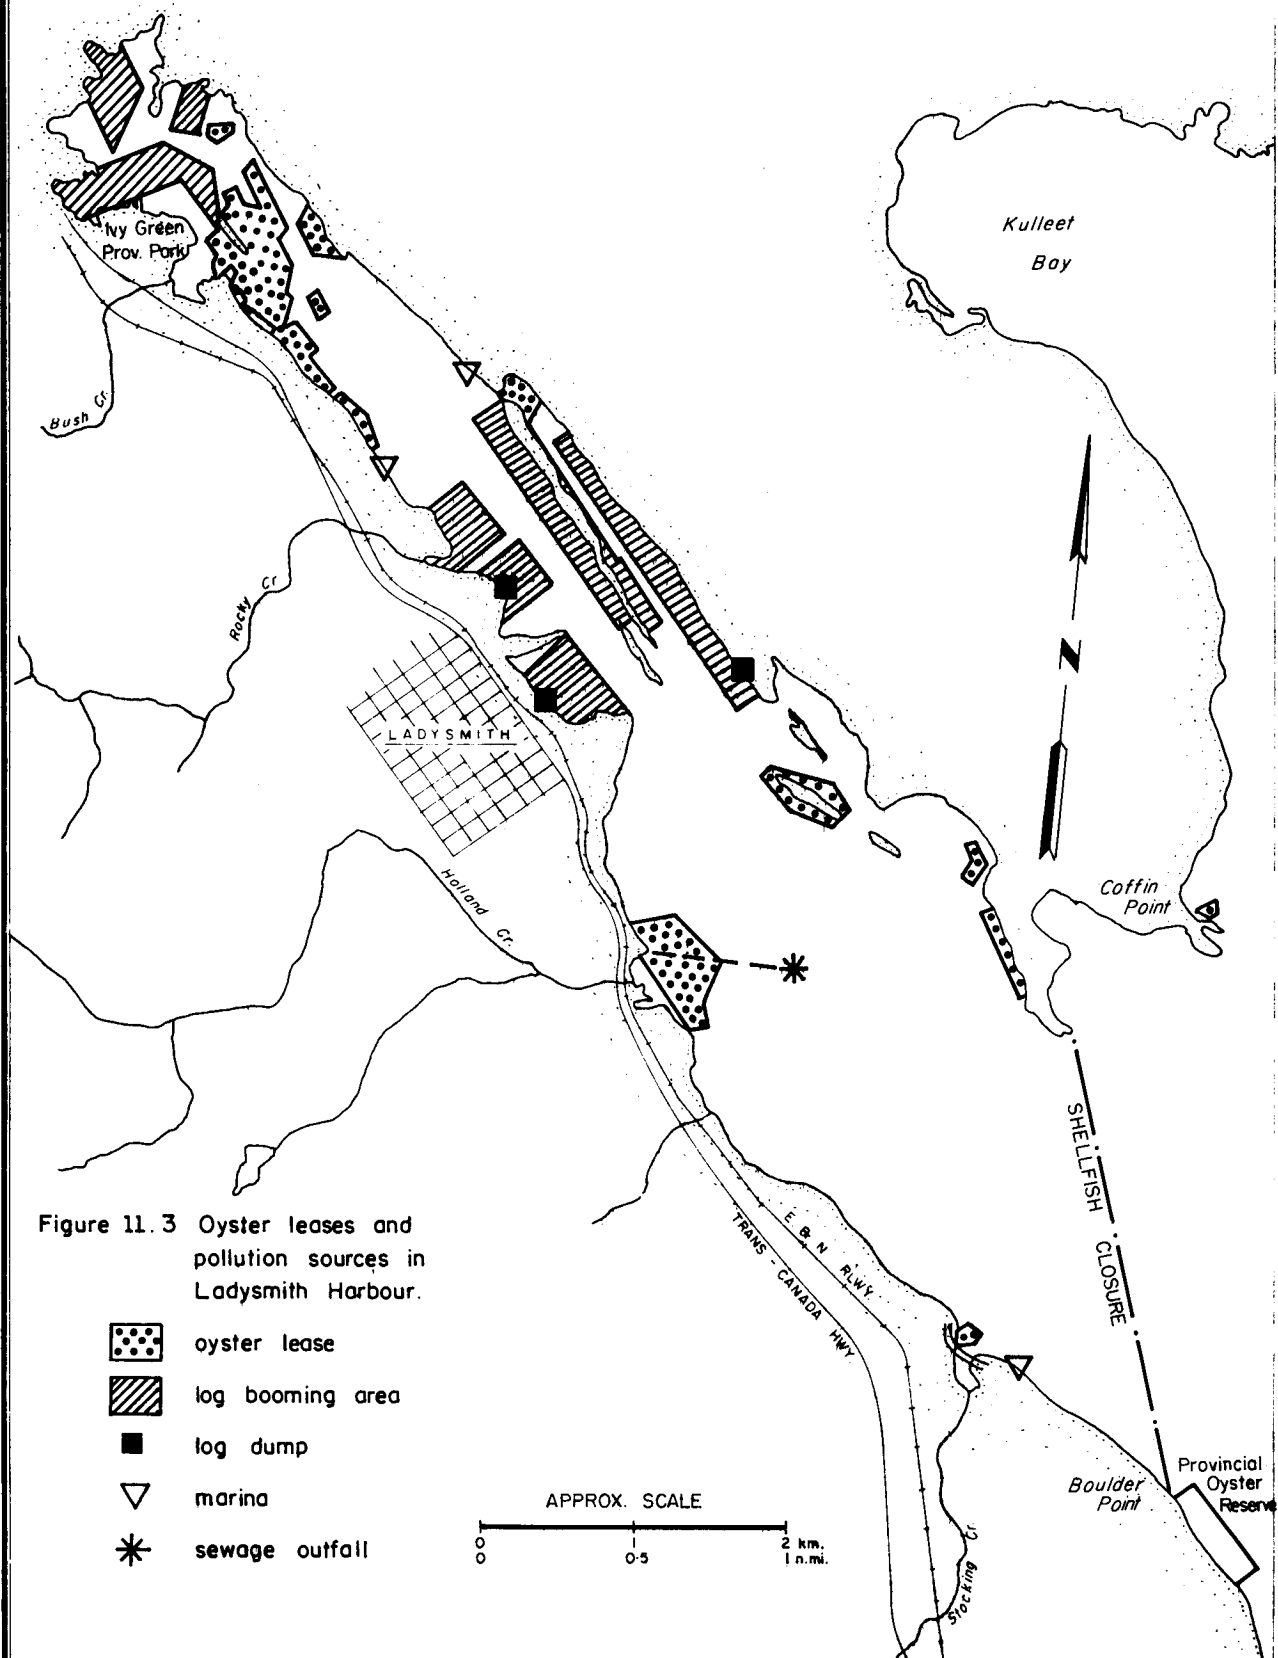 Ivy Green
Prov. Park
Kulleet
Bay
Bush Cr.
Rocky Cr.
N
LADYSMITH
Holland Cr.
Coffin
Point
SHELLFISH CLOSURE
E & N RLWY.
TRANS-CANADA HWY
Figure 11.3 Oyster leases and
pollution sources in
Ladysmith Harbour.
oyster lease
log booming area
log dump
marina
sewage outfall
APPROX. SCALE
0 2 km.
0 0.5 1 n.mi.
Boulder
Point
Provincial
Oyster
Reserve
Stocking Cr.